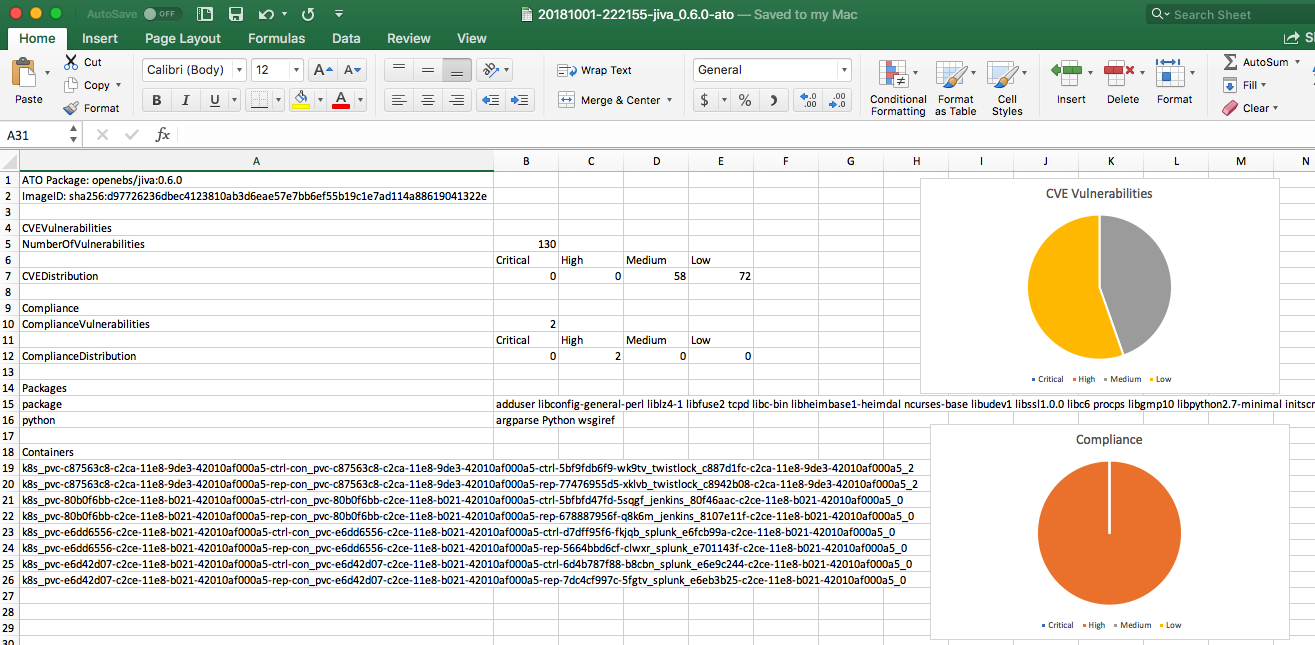 AutoSave OFF 20181001-222155-jiva_0.6.0-ato — Saved to my Mac Search Sheet
Home Insert Page Layout Formulas Data Review View
Paste Cut Copy Format
Calibri (Body) 12
B I U A A A
Wrap Text
Merge & Center
General
$ % .0 .00 .00 .0
Conditional Formatting Format as Table Cell Styles
Insert Delete Format
AutoSum
Fill
Clear
A31 fx
A B C D E F G H I J K L M N
1 ATO Package: openebs/jiva:0.6.0
2 ImageID: sha256:d97726236dbec4123810ab3d6eae57e7bb6ef55b19c1e7ad114a88619041322e
3
4 CVEVulnerabilities
5 NumberOfVulnerabilities 130
6 Critical High Medium Low
7 CVEDistribution 0 0 58 72
8
9 Compliance
10 ComplianceVulnerabilities 2
11 Critical High Medium Low
12 ComplianceDistribution 0 2 0 0
13
14 Packages
15 package adduser libconfig-general-perl liblz4-1 libfuse2 tcpd libc-bin libheimbase1-heimdal ncurses-base libudev1 libssl1.0.0 libc6 procps libgmp10 libpython2.7-minimal initscr
16 python argparse Python wsgiref
17
18 Containers
19 k8s_pvc-c87563c8-c2ca-11e8-9de3-42010af000a5-ctrl-con_pvc-c87563c8-c2ca-11e8-9de3-42010af000a5-ctrl-5bf9fdb6f9-wk9tv_twistlock_c887d1fc-c2ca-11e8-9de3-42010af000a5_2
20 k8s_pvc-c87563c8-c2ca-11e8-9de3-42010af000a5-rep-con_pvc-c87563c8-c2ca-11e8-9de3-42010af000a5-rep-77476955d5-xklvb_twistlock_c8942b08-c2ca-11e8-9de3-42010af000a5_2
21 k8s_pvc-80b0f6bb-c2ce-11e8-b021-42010af000a5-ctrl-con_pvc-80b0f6bb-c2ce-11e8-b021-42010af000a5-ctrl-5bfbfd47fd-5sqgf_jenkins_80f46aac-c2ce-11e8-b021-42010af000a5_0
22 k8s_pvc-80b0f6bb-c2ce-11e8-b021-42010af000a5-rep-con_pvc-80b0f6bb-c2ce-11e8-b021-42010af000a5-rep-678887956f-q8k6m_jenkins_8107e11f-c2ce-11e8-b021-42010af000a5_0
23 k8s_pvc-e6dd6556-c2ce-11e8-b021-42010af000a5-ctrl-con_pvc-e6dd6556-c2ce-11e8-b021-42010af000a5-ctrl-d7dff95f6-fkjqb_splunk_e6fcb99a-c2ce-11e8-b021-42010af000a5_0
24 k8s_pvc-e6dd6556-c2ce-11e8-b021-42010af000a5-rep-con_pvc-e6dd6556-c2ce-11e8-b021-42010af000a5-rep-5664bbd6cf-clwxr_splunk_e701143f-c2ce-11e8-b021-42010af000a5_0
25 k8s_pvc-e6d42d07-c2ce-11e8-b021-42010af000a5-ctrl-con_pvc-e6d42d07-c2ce-11e8-b021-42010af000a5-ctrl-6d4b787f88-b8cbn_splunk_e6e9c244-c2ce-11e8-b021-42010af000a5_0
26 k8s_pvc-e6d42d07-c2ce-11e8-b021-42010af000a5-rep-con_pvc-e6d42d07-c2ce-11e8-b021-42010af000a5-rep-7dc4cf997c-5fgtv_splunk_e6eb3b25-c2ce-11e8-b021-42010af000a5_0
27
28
29
30
CVE Vulnerabilities
Critical High Medium Low
Compliance
Critical High Medium Low